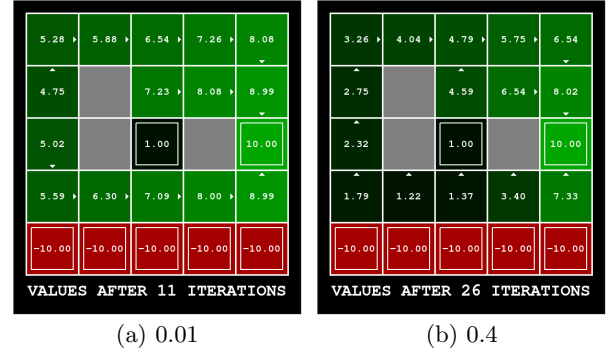 5.28 5.88 6.54 7.26 8.08
4.75 7.23 8.08 8.99
5.02 1.00 10.00
5.59 6.30 7.09 8.00 8.99
-10.00 -10.00 -10.00 -10.00 -10.00
VALUES AFTER 11 ITERATIONS
(a) 0.01
3.26 4.04 4.79 5.75 6.54
2.75 4.59 6.54 8.02
2.32 1.00 10.00
1.79 1.22 1.37 3.40 7.33
-10.00 -10.00 -10.00 -10.00 -10.00
VALUES AFTER 26 ITERATIONS
(b) 0.4